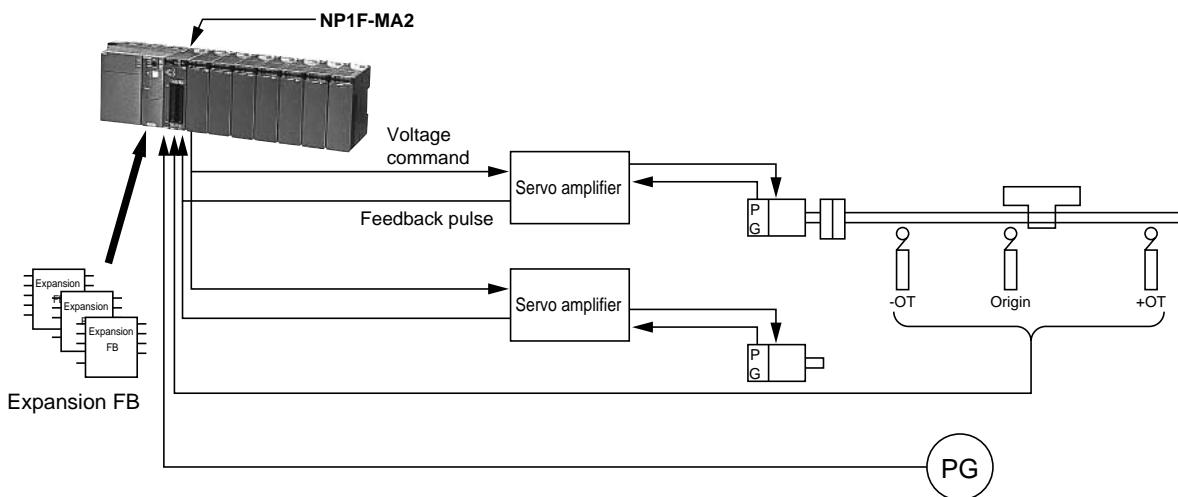 NP1F-MA2
Voltage
command
Servo amplifier
P
G
Feedback pulse
-OT
Origin
+OT
Servo amplifier
P
G
Expansion
Expansion
Expansion
FB
Expansion FB
PG